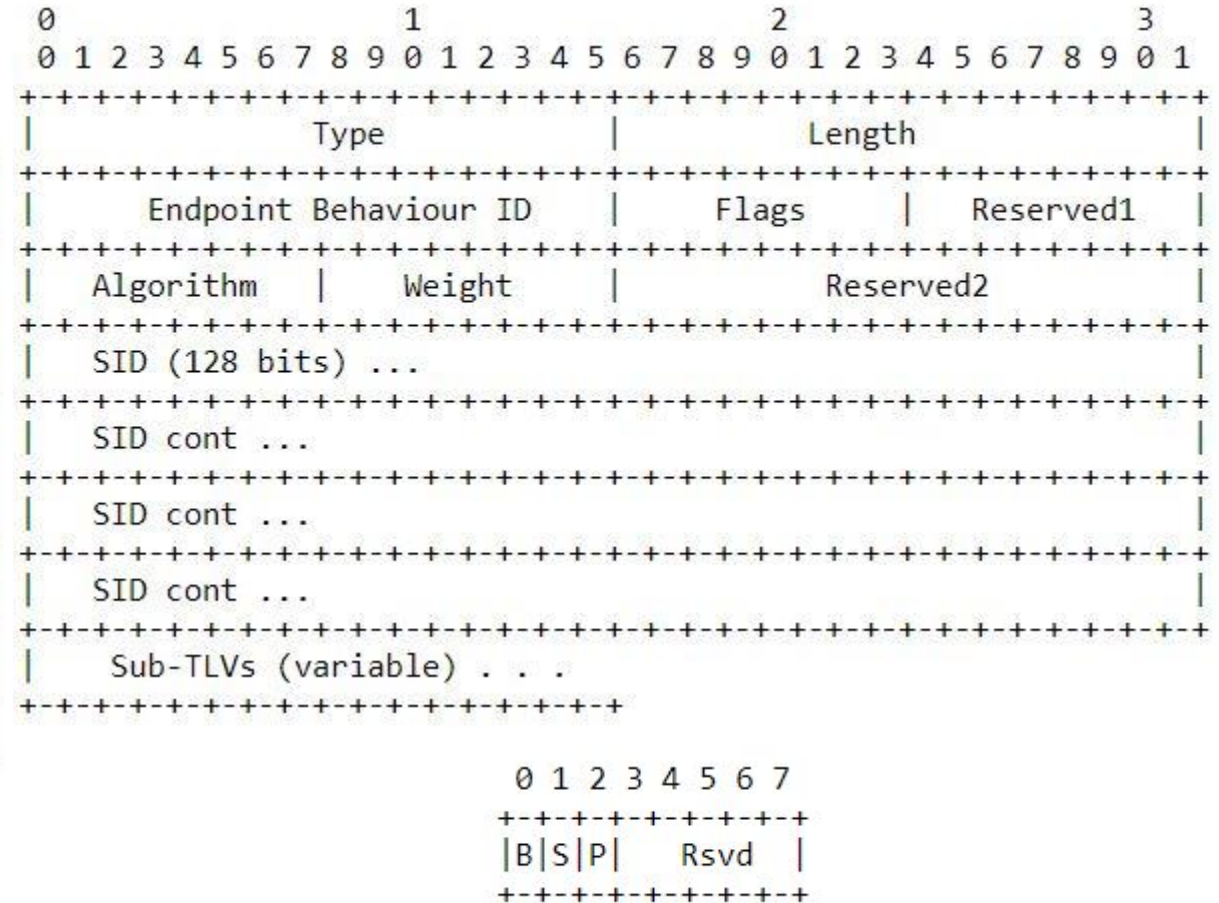 0                   1                   2                   3
0 1 2 3 4 5 6 7 8 9 0 1 2 3 4 5 6 7 8 9 0 1 2 3 4 5 6 7 8 9 0 1
+-+-+-+-+-+-+-+-+-+-+-+-+-+-+-+-+-+-+-+-+-+-+-+-+-+-+-+-+-+-+-+-+
|               Type            |          Length               |
+-+-+-+-+-+-+-+-+-+-+-+-+-+-+-+-+-+-+-+-+-+-+-+-+-+-+-+-+-+-+-+-+
|      Endpoint Behaviour ID    |     Flags     |   Reserved1   |
+-+-+-+-+-+-+-+-+-+-+-+-+-+-+-+-+-+-+-+-+-+-+-+-+-+-+-+-+-+-+-+-+
|   Algorithm   |    Weight     |           Reserved2           |
+-+-+-+-+-+-+-+-+-+-+-+-+-+-+-+-+-+-+-+-+-+-+-+-+-+-+-+-+-+-+-+-+
|   SID (128 bits) ...                                          |
+-+-+-+-+-+-+-+-+-+-+-+-+-+-+-+-+-+-+-+-+-+-+-+-+-+-+-+-+-+-+-+-+
|   SID cont ...                                                |
+-+-+-+-+-+-+-+-+-+-+-+-+-+-+-+-+-+-+-+-+-+-+-+-+-+-+-+-+-+-+-+-+
|   SID cont ...                                                |
+-+-+-+-+-+-+-+-+-+-+-+-+-+-+-+-+-+-+-+-+-+-+-+-+-+-+-+-+-+-+-+-+
|   SID cont ...                                                |
+-+-+-+-+-+-+-+-+-+-+-+-+-+-+-+-+-+-+-+-+-+-+-+-+-+-+-+-+-+-+-+-+
|    Sub-TLVs (variable) . . .
+-+-+-+-+-+-+-+-+-+-+-+-+-+-+-+-+
0 1 2 3 4 5 6 7
+-+-+-+-+-+-+-+-+
|B|S|P|   Rsvd  |
+-+-+-+-+-+-+-+-+